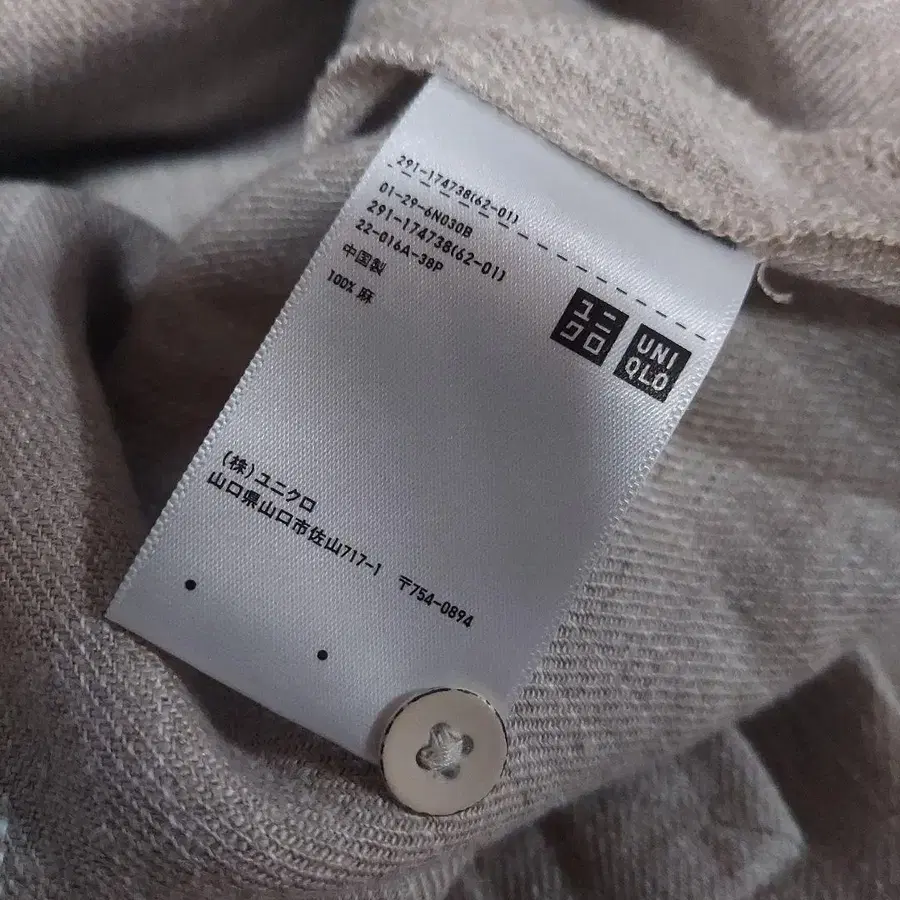 291-174738(62-01)
01-29-6N030B
291-174738(62-01)
22-016A-38P
中国製
100% 麻
ユニ
クロ
UNI
QLO
(株)ユニクロ
山口県山口市佐山717-1 〒754-0894